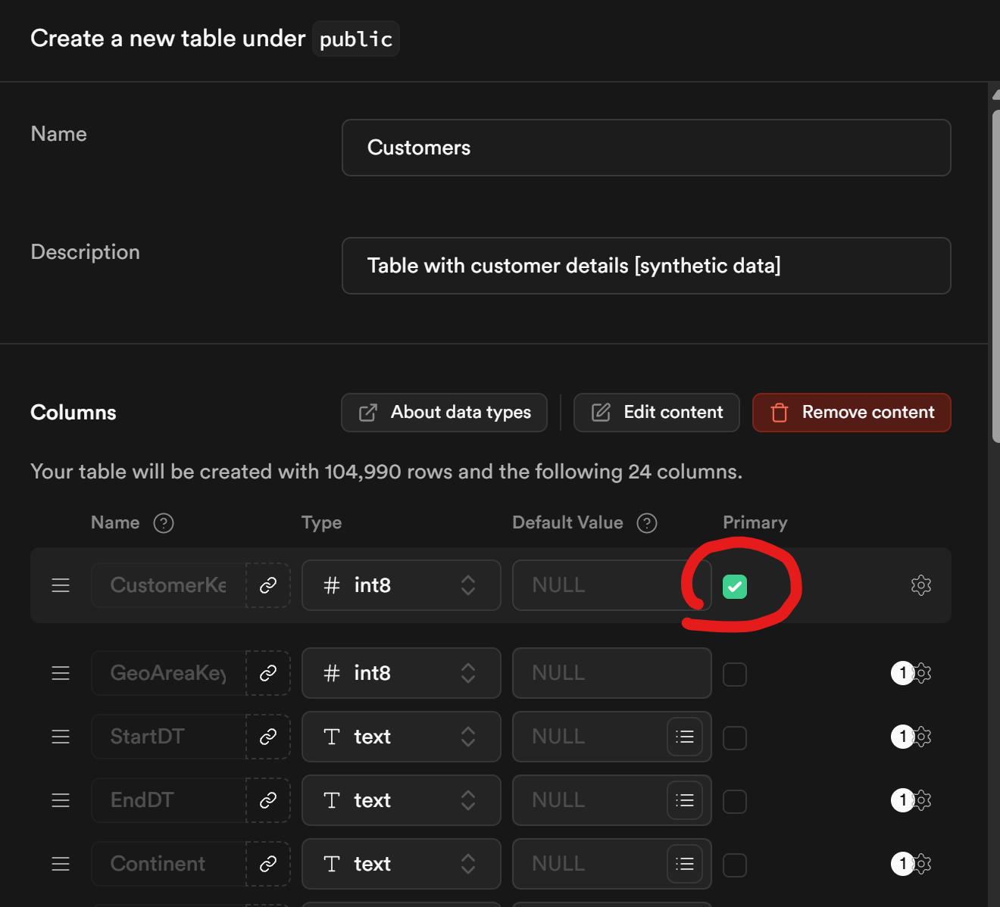 Create a new table under public
Name
Customers
Description
Table with customer details [synthetic data]
Columns
About data types
Edit content
Remove content
Your table will be created with 104,990 rows and the following 24 columns.
Name ? Type Default Value ? Primary
CustomerKe # int8 NULL
GeoAreaKey # int8 NULL 1
StartDT T text NULL 1
EndDT T text NULL 1
Continent T text NULL 1